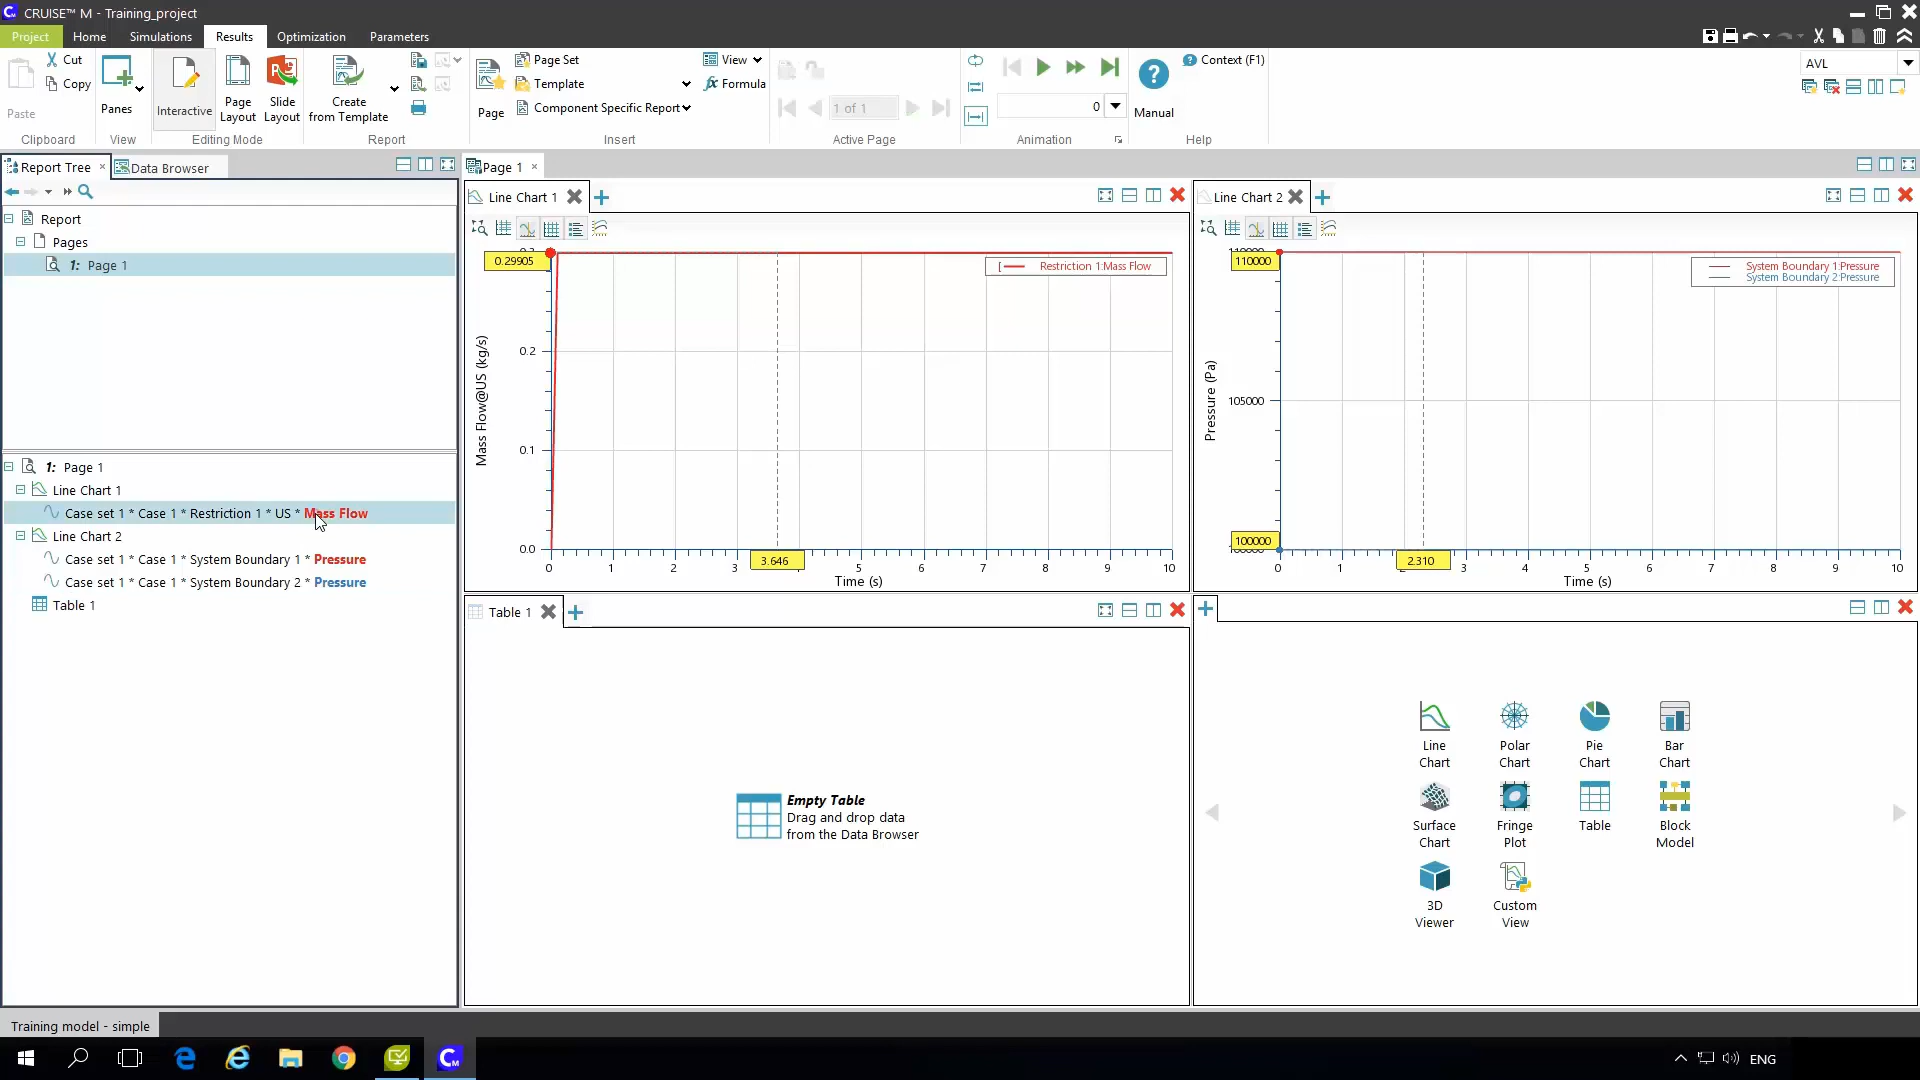 CRUISE™ M - Training_project
Project Home Simulations Results Optimization Parameters
Paste
Cut
Copy
Clipboard
Panes
View
Interactive
Page Layout
Slide Layout
Editing Mode
Create from Template
Report
Page
Page Set
Template
Component Specific Report
View
Formula
Insert
1 of 1
Active Page
0
Animation
Manual
Context (F1)
Help
AVL
Report Tree
Data Browser
Report
Pages
1: Page 1
1: Page 1
Line Chart 1
Case set 1 * Case 1 * Restriction 1 * US * Mass Flow
Line Chart 2
Case set 1 * Case 1 * System Boundary 1 * Pressure
Case set 1 * Case 1 * System Boundary 2 * Pressure
Table 1
Page 1
Line Chart 1
0.29905
Restriction 1:Mass Flow
Mass Flow@US (kg/s)
0.2
0.1
0.0
3.646
0 1 2 3 5 6 7 8 9 10
Time (s)
Line Chart 2
110000
System Boundary 1:Pressure
System Boundary 2:Pressure
Pressure (Pa)
105000
100000
2.310
0 1 3 4 5 6 7 8 9 10
Time (s)
Table 1
Empty Table
Drag and drop data
from the Data Browser
Line Chart
Polar Chart
Pie Chart
Bar Chart
Surface Chart
Fringe Plot
Table
Block Model
3D Viewer
Custom View
Training model - simple
ENG